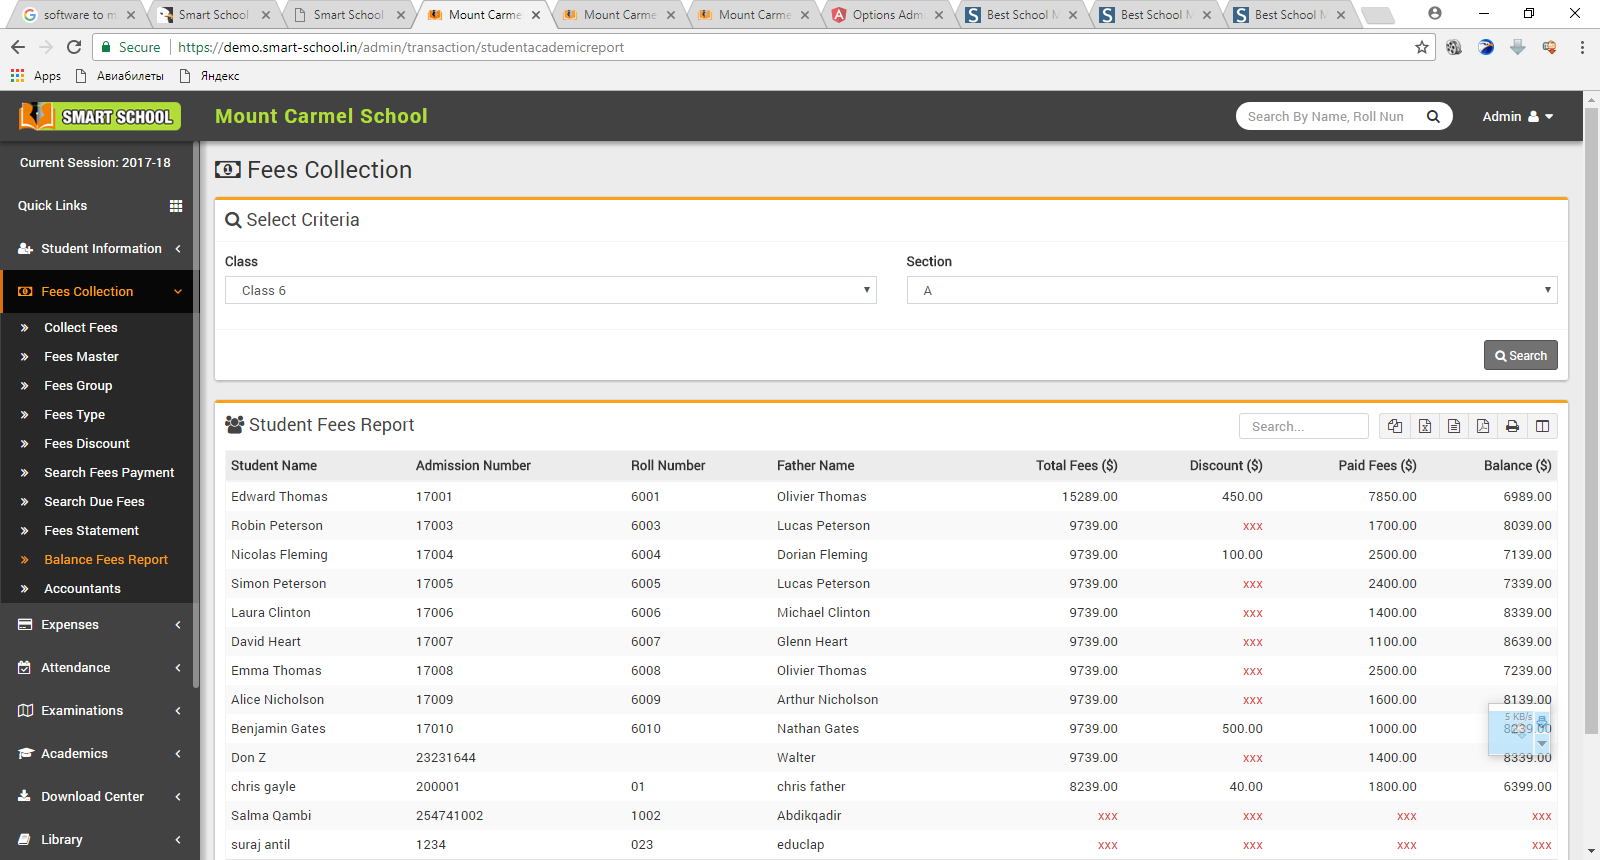 software to m
Smart School
Smart School
Mount Carme
Mount Carme
Mount Carme
Options Adm
Best School M
Best School M
Best School M
Secure https://demo.smart-school.in/admin/transaction/studentacademicreport
Apps Авиабилеты Яндекс
SMART SCHOOL
Mount Carmel School
Search By Name, Roll Nun
Admin
Current Session: 2017-18
Quick Links
Student Information
Fees Collection
Collect Fees
Fees Master
Fees Group
Fees Type
Fees Discount
Search Fees Payment
Search Due Fees
Fees Statement
Balance Fees Report
Accountants
Expenses
Attendance
Examinations
Academics
Download Center
Library
Fees Collection
Select Criteria
Class Section
Class 6 A
Search
Student Fees Report
Search...
Student Name Admission Number Roll Number Father Name Total Fees ($) Discount ($) Paid Fees ($) Balance ($)
Edward Thomas 17001 6001 Olivier Thomas 15289.00 450.00 7850.00 6989.00
Robin Peterson 17003 6003 Lucas Peterson 9739.00 xxx 1700.00 8039.00
Nicolas Fleming 17004 6004 Dorian Fleming 9739.00 100.00 2500.00 7139.00
Simon Peterson 17005 6005 Lucas Peterson 9739.00 xxx 2400.00 7339.00
Laura Clinton 17006 6006 Michael Clinton 9739.00 xxx 1400.00 8339.00
David Heart 17007 6007 Glenn Heart 9739.00 xxx 1100.00 8639.00
Emma Thomas 17008 6008 Olivier Thomas 9739.00 xxx 2500.00 7239.00
Alice Nicholson 17009 6009 Arthur Nicholson 9739.00 xxx 1600.00 8139.00
5 KB/s
Benjamin Gates 17010 6010 Nathan Gates 9739.00 500.00 1000.00 8239.00
Don Z 23231644 Walter 9739.00 xxx 1400.00 8339.00
chris gayle 200001 01 chris father 8239.00 40.00 1800.00 6399.00
Salma Qambi 254741002 1002 Abdikqadir xxx xxx xxx xxx
suraj antil 1234 023 educlap xxx xxx xxx xxx